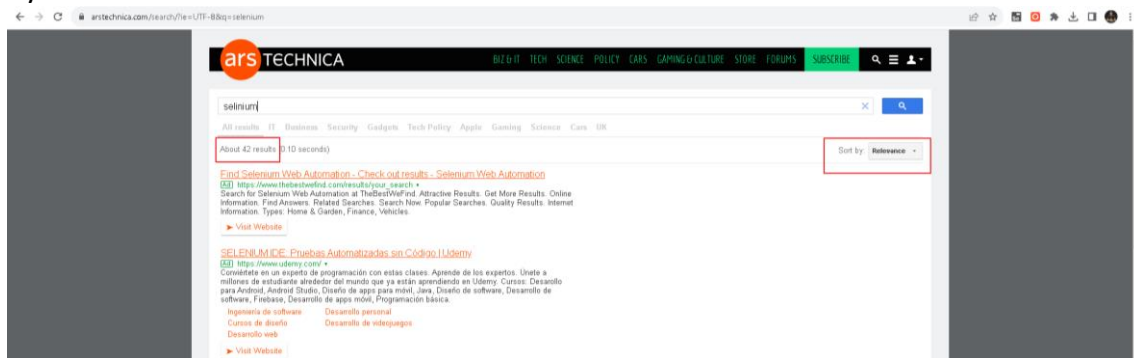 arstechnica.com/search/?ie=UTF-8&q=selenium
ars TECHNICA
BIZ & IT TECH SCIENCE POLICY CARS GAMING & CULTURE STORE FORUMS SUBSCRIBE
selinium
All results IT Business Security Gadgets Tech Policy Apple Gaming Science Cars UK
About 42 results (0.10 seconds)
Sort by: Relevance
Find Selenium Web Automation - Check out results - Selenium Web Automation
Ad https://www.thebestwefind.com/results/your_search
Search for Selenium Web Automation at TheBestWeFind. Attractive Results. Get More Results. Online
Information. Find Answers. Related Searches. Search Now. Popular Searches. Quality Results. Internet
Information. Types: Home & Garden, Finance, Vehicles.
Visit Website
SELENIUM IDE: Pruebas Automatizadas sin Código | Udemy
Ad https://www.udemy.com/
Conviértete en un experto de programación con estas clases. Aprende de los expertos. Únete a
millones de estudiante alrededor del mundo que ya están aprendiendo en Udemy. Cursos: Desarollo
para Android, Android Studio, Diseño de apps para móvil, Java, Diseño de software, Desarrollo de
software, Firebase, Desarrollo de apps móvil, Programación básica.
Ingeniería de software Desarrollo personal
Cursos de diseño Desarrollo de videojuegos
Desarrollo web
Visit Website